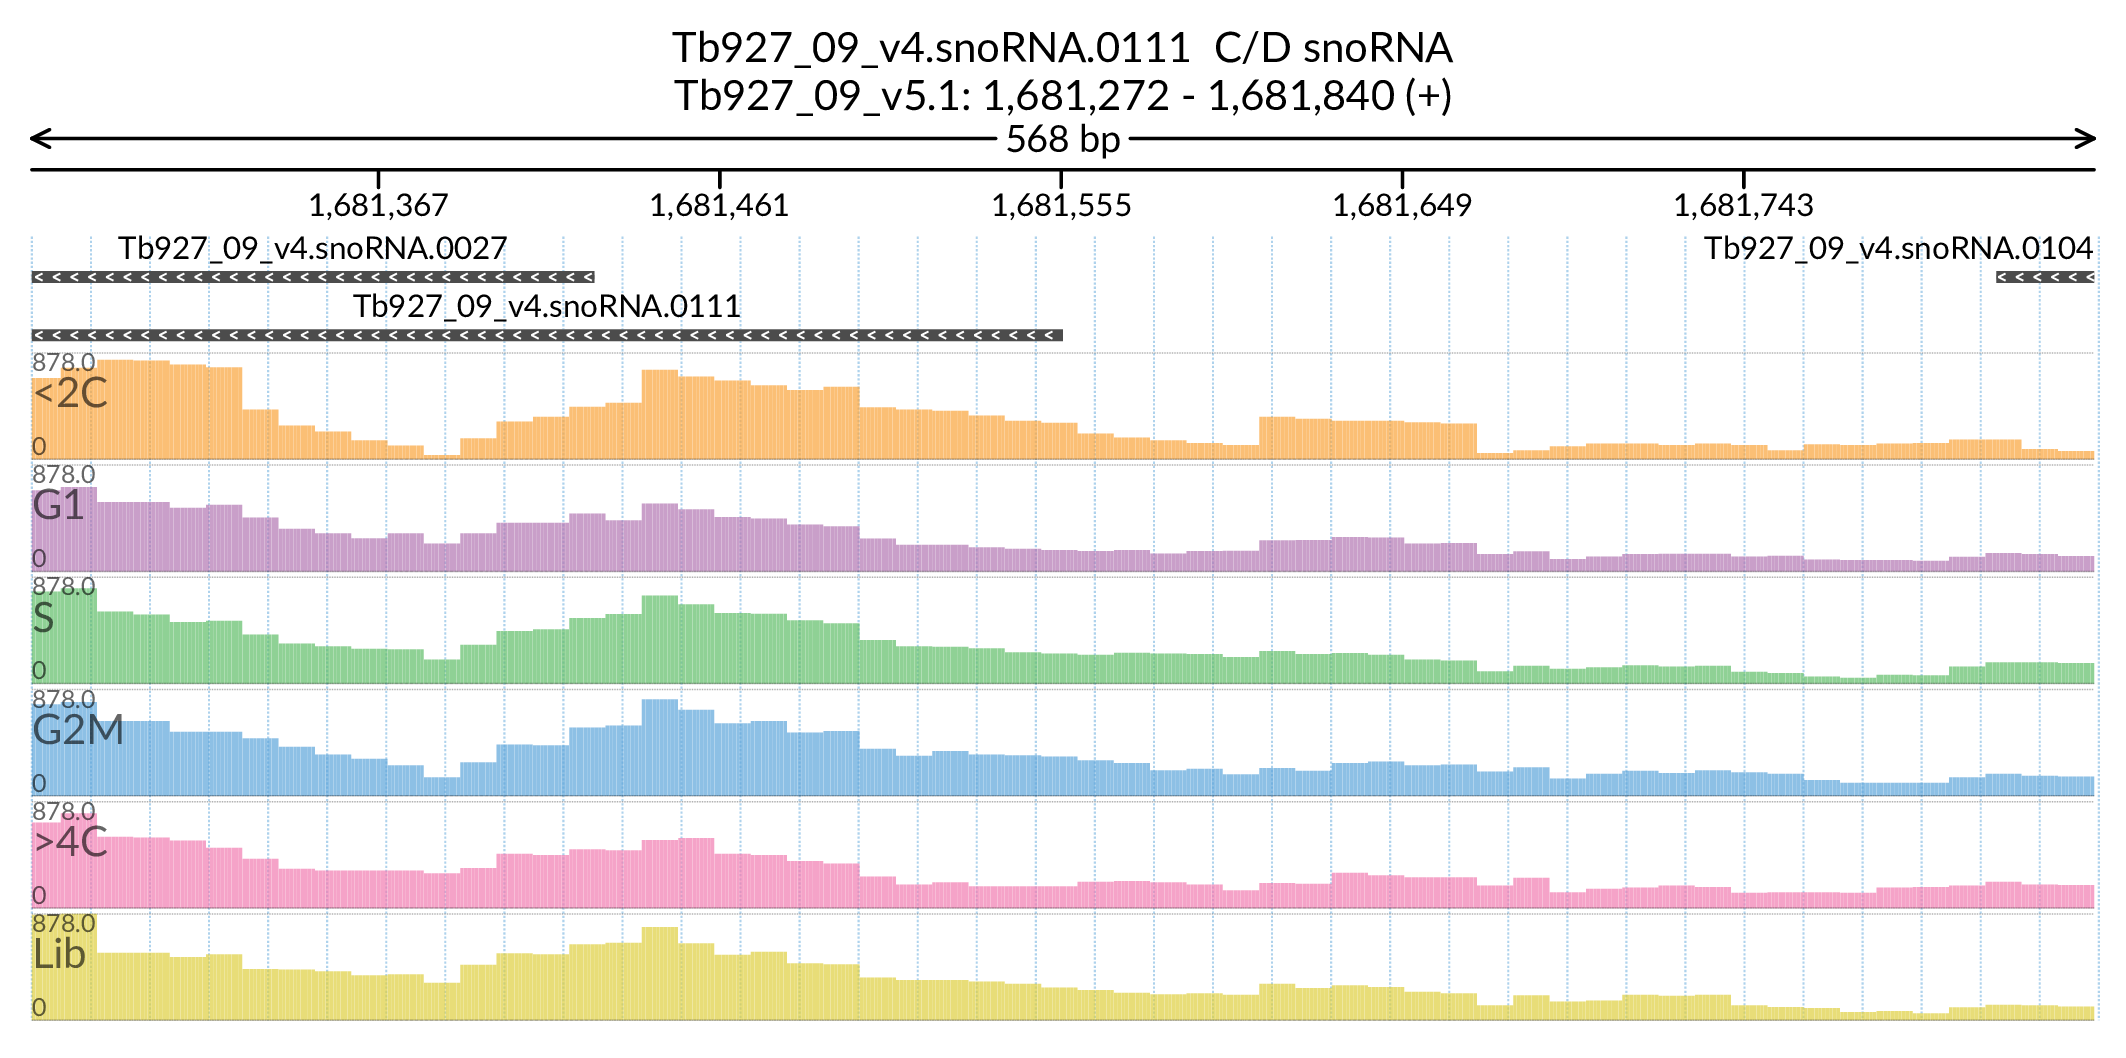 Tb927_09_v4.snoRNA.0111  C/D snoRNA
Tb927_09_v5.1: 1,681,272 - 1,681,840 (+)
568 bp
1,681,367 1,681,461 1,681,555 1,681,649 1,681,743
Tb927_09_v4.snoRNA.0027 Tb927_09_v4.snoRNA.0104
Tb927_09_v4.snoRNA.0111
878.0
<2C
0
878.0
G1
0
878.0
S
0
878.0
G2M
0
878.0
>4C
0
878.0
Lib
0